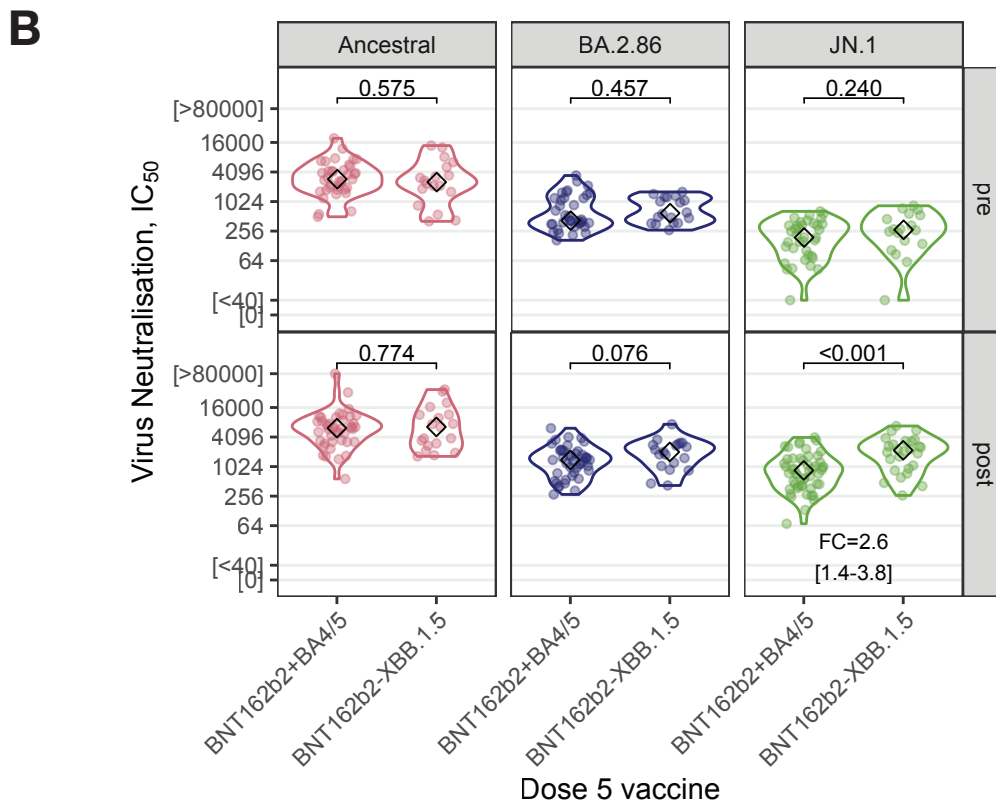 B
Ancestral
BA.2.86
JN.1
Virus Neutralisation, IC50
pre
[>80000]
16000
4096
1024
256
64
[<40]
[0]
0.575
0.457
0.240
post
[>80000]
16000
4096
1024
256
64
[<40]
[0]
0.774
0.076
<0.001
FC=2.6
[1.4-3.8]
BNT162b2+BA4/5
BNT162b2-XBB.1.5
BNT162b2+BA4/5
BNT162b2-XBB.1.5
BNT162b2+BA4/5
BNT162b2-XBB.1.5
Dose 5 vaccine